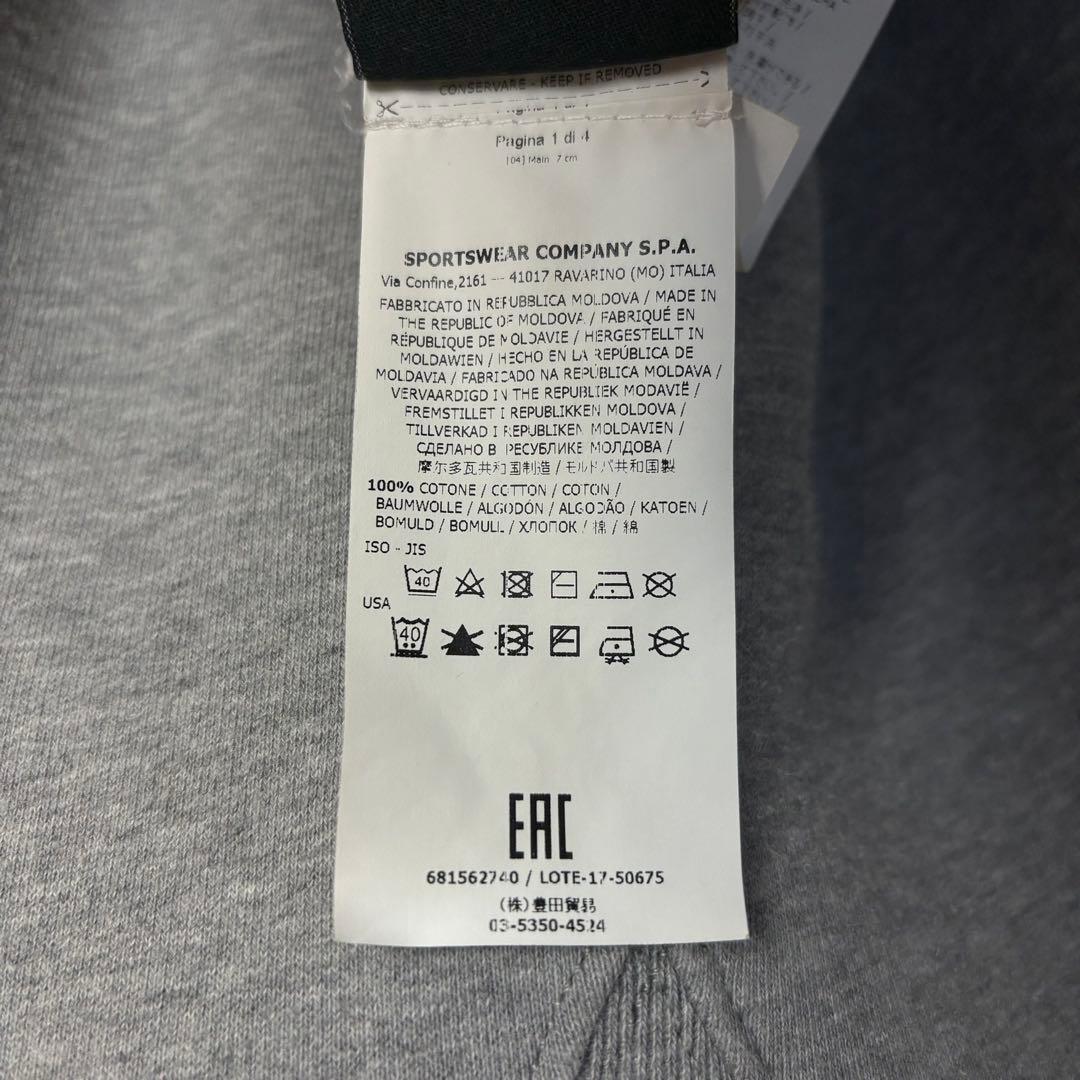 CONSERVARE - KEEP IF REMOVED
Pagina 1 di 4
[04] Main 7 cm
SPORTSWEAR COMPANY S.P.A.
Via Confine,2161 -- 41017 RAVARINO (MO) ITALIA
FABBRICATO IN REPUBBLICA MOLDOVA / MADE IN
THE REPUBLIC OF MOLDOVA / FABRIQUÉ EN
RÉPUBLIQUE DE MOLDAVIE / HERGESTELLT IN
MOLDAWIEN / HECHO EN LA REPÚBLICA DE
MOLDAVIA / FABRICADO NA REPÚBLICA MOLDAVA /
VERVAARDIGD IN THE REPUBLIEK MODAVIË /
FREMSTILLET I REPUBLIKKEN MOLDOVA /
TILLVERKAD I REPUBLIKEN MOLDAVIEN /
СДЕЛАНО В РЕСУБЛИКЕ МОЛДОВА /
摩尔多瓦共和国制造 / モルドバ共和国製
100% COTONE / COTTON / COTON /
BAUMWOLLE / ALGODÓN / ALGODÃO / KATOEN /
BOMULD / BOMULL / ХЛОПОК / 棉 / 綿
ISO - JIS
40
USA
40
EAC
681562740 / LOTE-17-50675
(株)豊田貿易
03-5350-4524